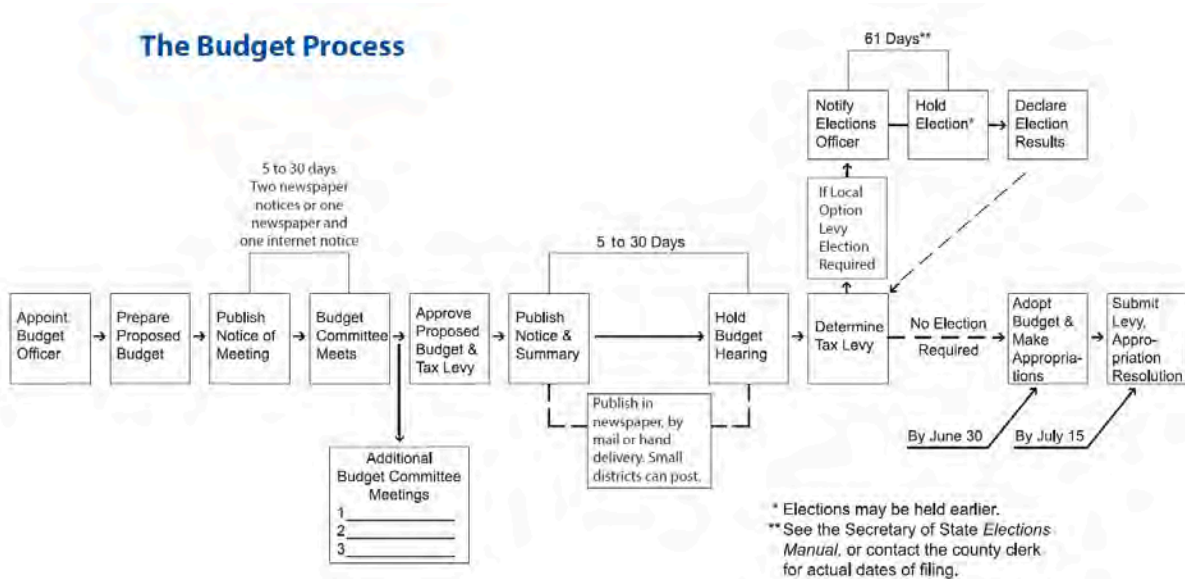 The Budget Process
61 Days**
Notify
Elections
Officer
Hold
Election*
Declare
Election
Results
5 to 30 days
Two newspaper
notices or one
newspaper and
one internet notice
If Local
Option
Levy
Election
Required
5 to 30 Days
Appoint
Budget
Officer
Prepare
Proposed
Budget
Publish
Notice of
Meeting
Budget
Committee
Meets
Approve
Proposed
Budget &
Tax Levy
Publish
Notice &
Summary
Hold
Budget
Hearing
Determine
Tax Levy
No Election
Required
Adopt
Budget &
Make
Appropria-
tions
Submit
Levy,
Appro-
priation
Resolution
Publish in
newspaper, by
mail or hand
delivery. Small
districts can post.
By June 30
By July 15
Additional
Budget Committee
Meetings
1
2
3
* Elections may be held earlier.
** See the Secretary of State Elections
Manual, or contact the county clerk
for actual dates of filing.